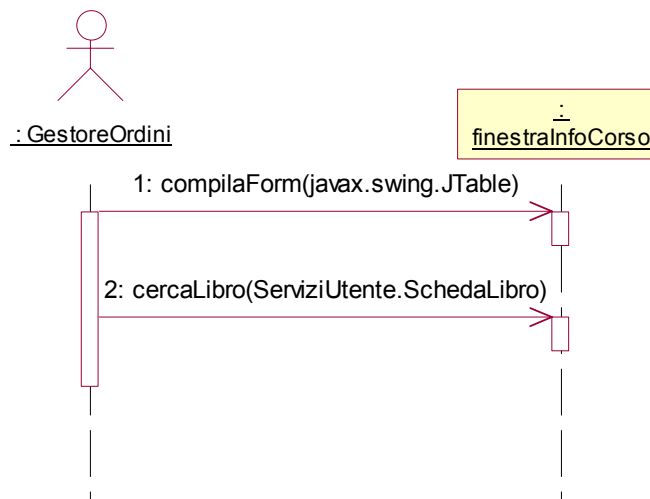 : GestoreOrdini
:
finestraInfoCorso
1: compilaForm(javax.swing.JTable)
2: cercaLibro(ServiziUtente.SchedaLibro)